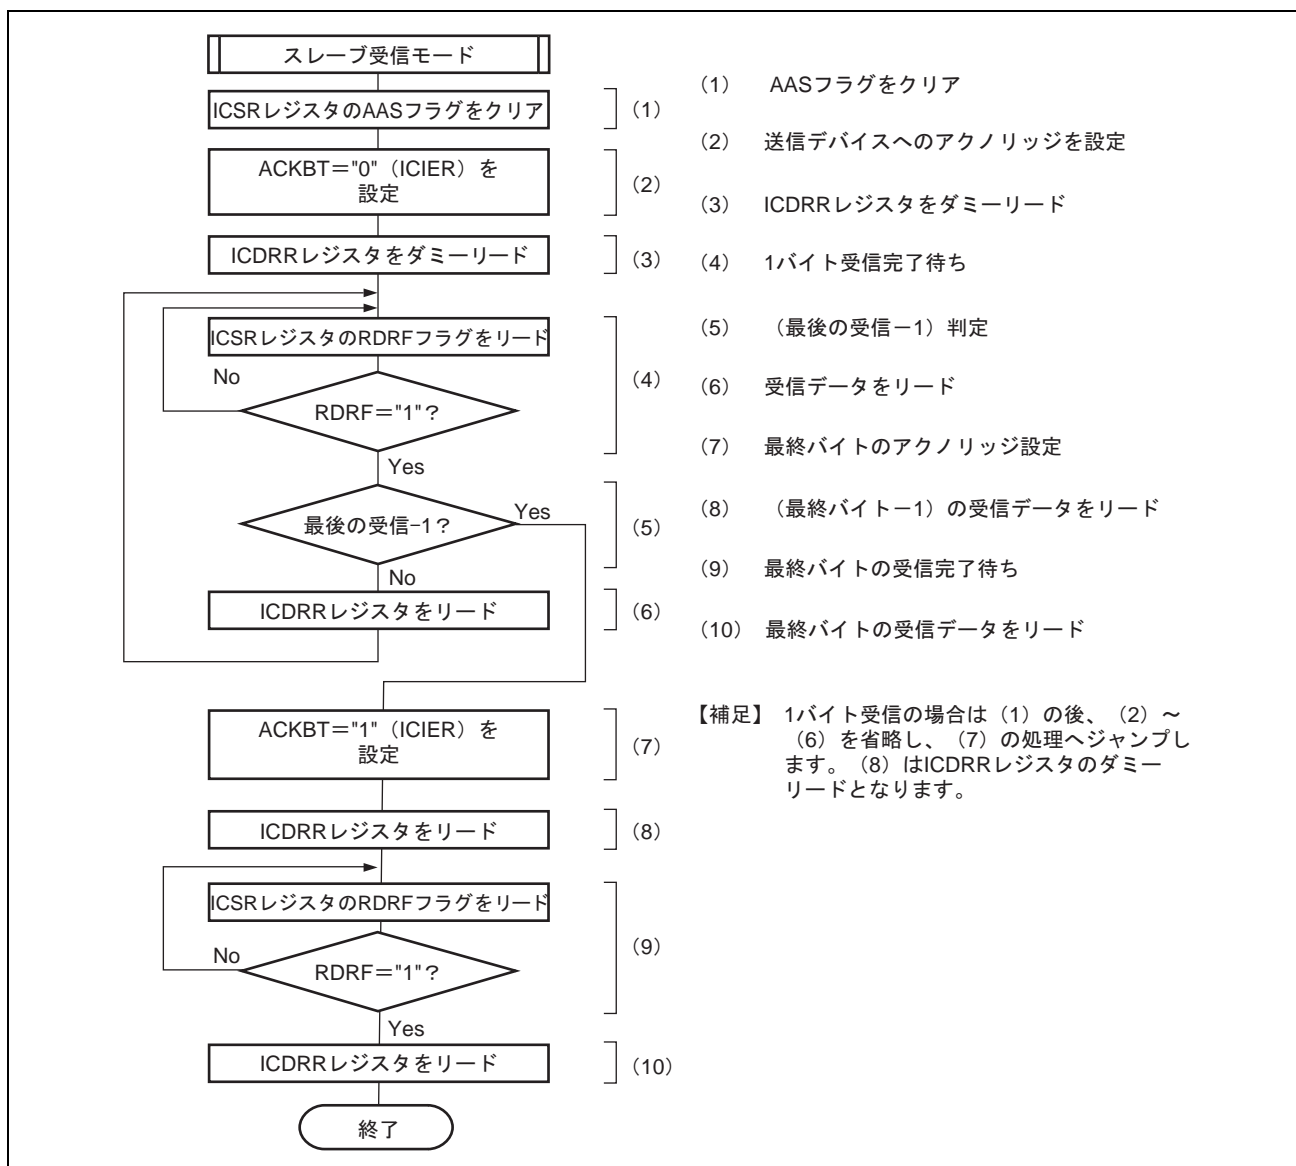 スレーブ受信モード
ICSRレジスタのAASフラグをクリア
(1)
ACKBT="0"(ICIER)を
設定
(2)
ICDRRレジスタをダミーリード
(3)
ICSRレジスタのRDRFフラグをリード
No
RDRF="1"?
(4)
Yes
最後の受信-1?
Yes
(5)
No
ICDRRレジスタをリード
(6)
ACKBT="1"(ICIER)を
設定
(7)
ICDRRレジスタをリード
(8)
ICSRレジスタのRDRFフラグをリード
No
RDRF="1"?
(9)
Yes
ICDRRレジスタをリード
(10)
終了
(1) AASフラグをクリア
(2) 送信デバイスへのアクノリッジを設定
(3) ICDRRレジスタをダミーリード
(4) 1バイト受信完了待ち
(5) (最後の受信-1)判定
(6) 受信データをリード
(7) 最終バイトのアクノリッジ設定
(8) (最終バイト-1)の受信データをリード
(9) 最終バイトの受信完了待ち
(10) 最終バイトの受信データをリード
【補足】 1バイト受信の場合は(1)の後、(2)~
(6)を省略し、(7)の処理へジャンプし
ます。(8)はICDRRレジスタのダミー
リードとなります。